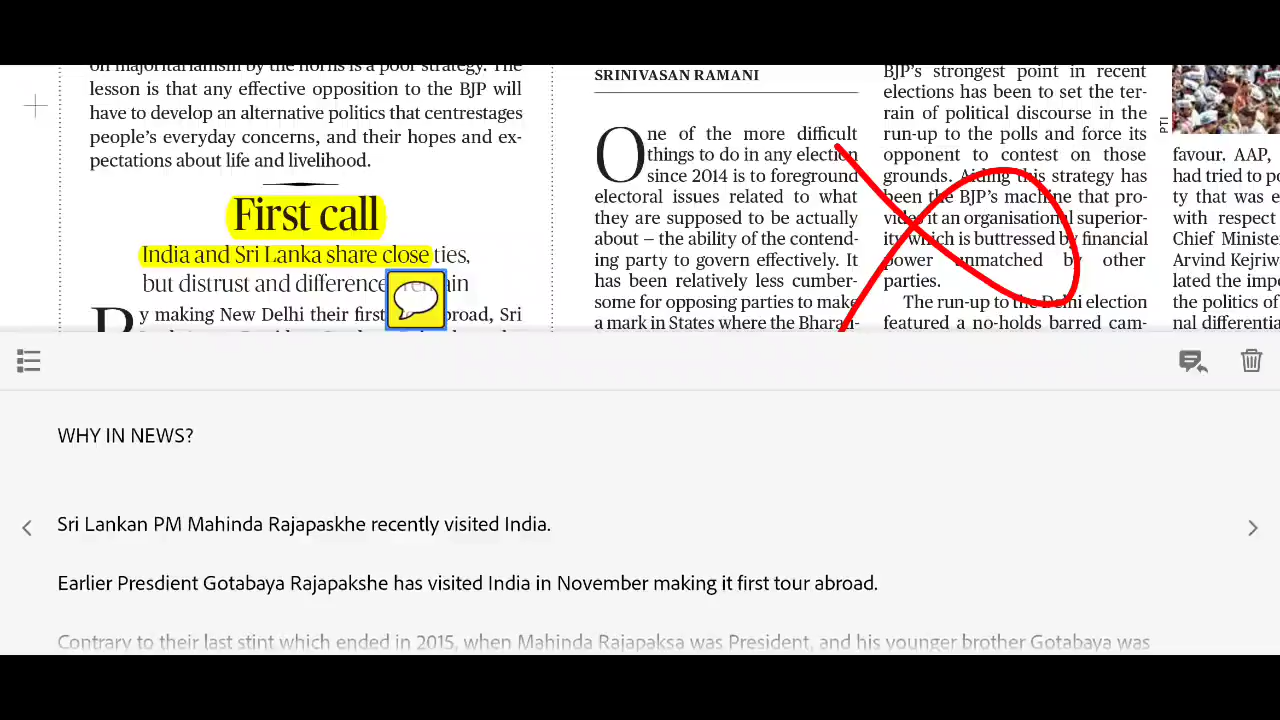 on majoritarianism by the horns is a poor strategy. The
lesson is that any effective opposition to the BJP will
have to develop an alternative politics that centrestages
people's everyday concerns, and their hopes and ex-
pectations about life and livelihood.
First call
India and Sri Lanka share close ties,
but distrust and difference remain
By making New Delhi their first abroad, Sri
SRINIVASAN RAMANI
One of the more difficult
things to do in any election
since 2014 is to foreground
electoral issues related to what
they are supposed to be actually
about – the ability of the contend-
ing party to govern effectively. It
has been relatively less cumber-
some for opposing parties to make
a mark in States where the Bharati-
BJP's strongest point in recent
elections has been to set the ter-
rain of political discourse in the
run-up to the polls and force its
opponent to contest on those
grounds. Aiding this strategy has
been the BJP's machine that pro-
vides it an organisational superior-
ity which is buttressed by financial
power unmatched by other
parties.
The run-up to the Delhi election
featured a no-holds barred cam-
PTI
favour. AAP,
had tried to po
ty that was e
with respect
Chief Ministe
Arvind Kejriw
lated the impe
the politics of
nal differentia
WHY IN NEWS?
Sri Lankan PM Mahinda Rajapaskhe recently visited India.
Earlier Presdient Gotabaya Rajapakshe has visited India in November making it first tour abroad.
Contrary to their last stint which ended in 2015, when Mahinda Rajapaksa was President, and his younger brother Gotabaya was